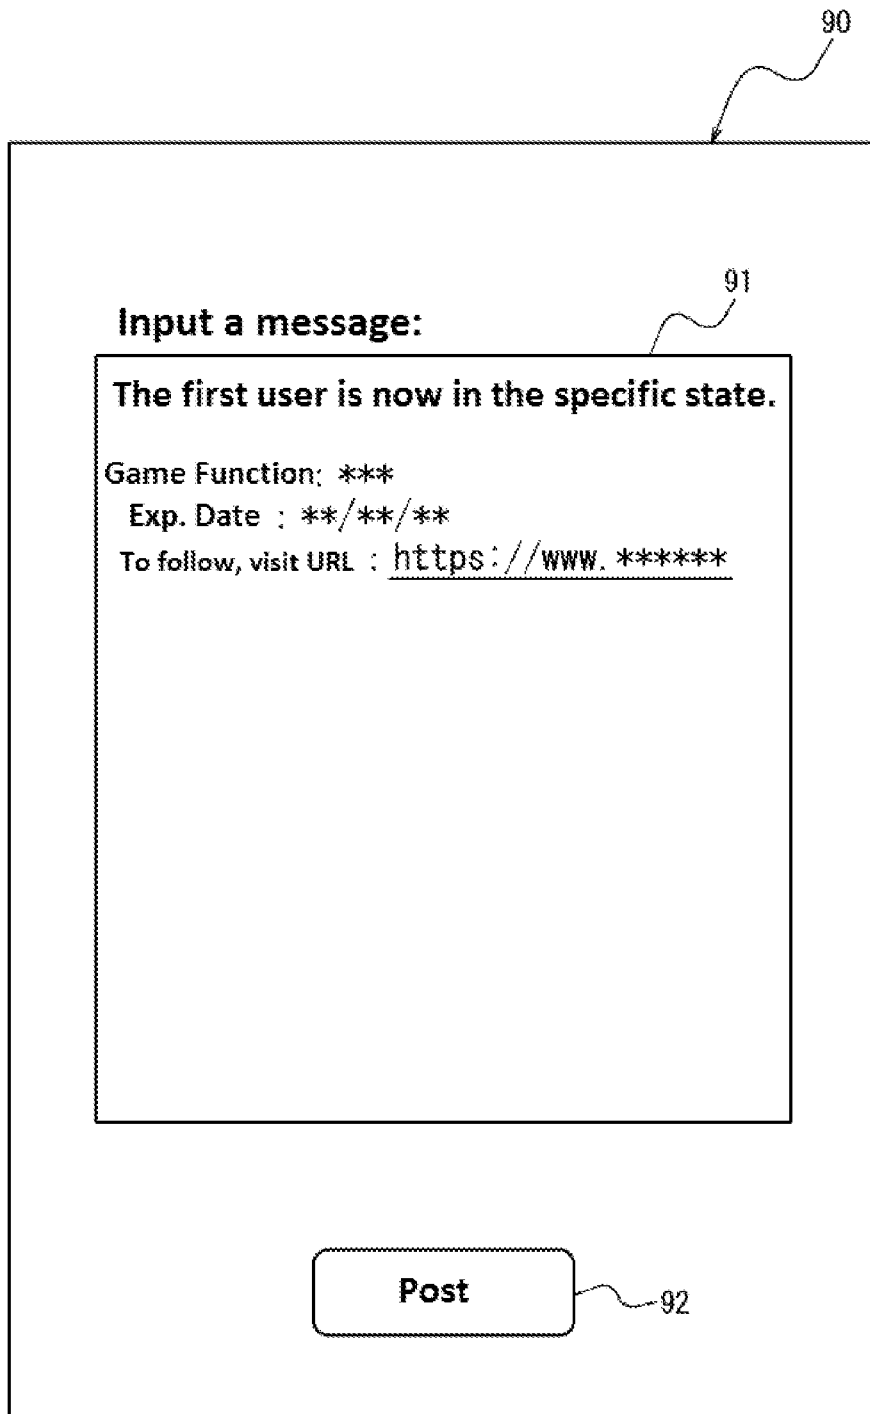 90
91
Input a message:
The first user is now in the specific state.
Game Function: ***
Exp. Date : **/**/**
To follow, visit URL : https://www.******
Post
92